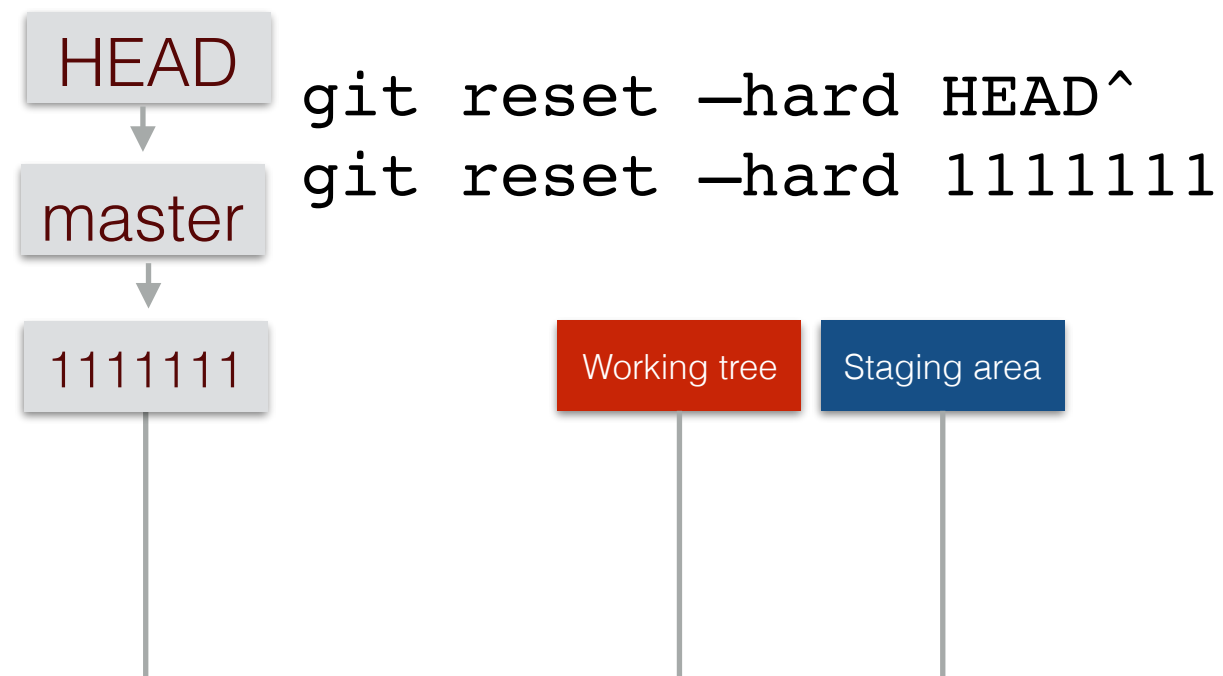 HEAD
git reset —hard HEAD^
master
git reset —hard 1111111
1111111
Working tree
Staging area